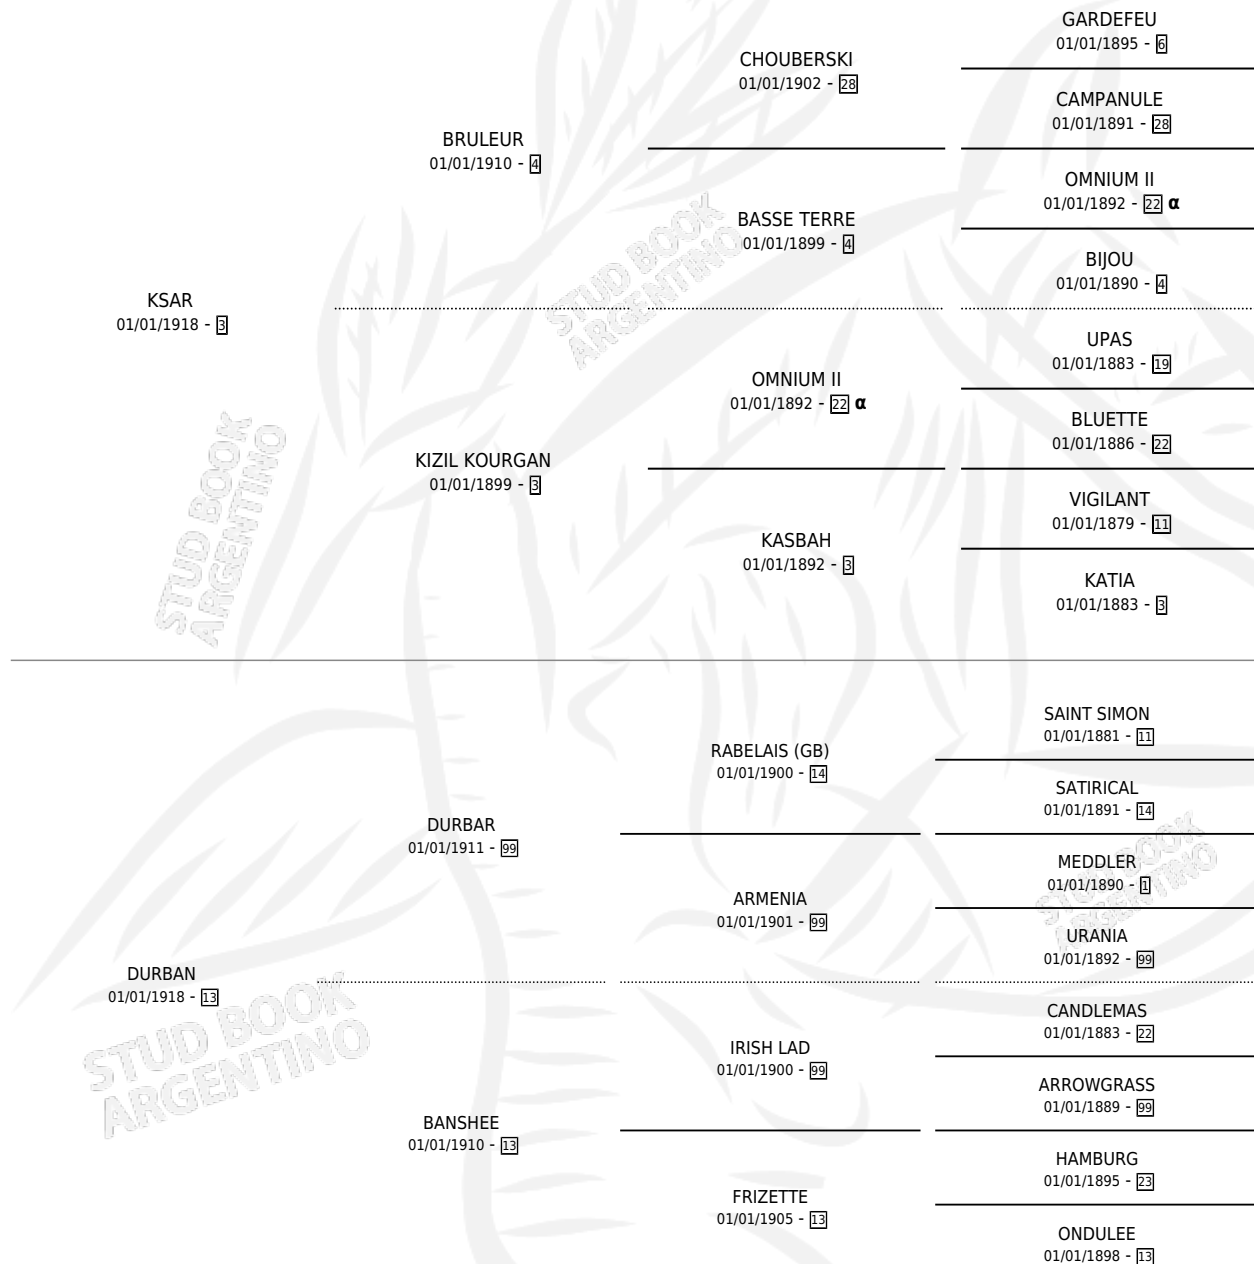 GARDEFEU
01/01/1895 - 6
CHOUBERSKI
01/01/1902 - 28
CAMPANULE
01/01/1891 - 28
BRULEUR
01/01/1910 - 4
OMNIUM II
01/01/1892 - 22 α
BASSE TERRE
01/01/1899 - 4
BIJOU
01/01/1890 - 4
KSAR
01/01/1918 - 3
UPAS
01/01/1883 - 19
OMNIUM II
01/01/1892 - 22 α
BLUETTE
01/01/1886 - 22
KIZIL KOURGAN
01/01/1899 - 3
VIGILANT
01/01/1879 - 11
KASBAH
01/01/1892 - 3
KATIA
01/01/1883 - 3
SAINT SIMON
01/01/1881 - 11
RABELAIS (GB)
01/01/1900 - 14
SATIRICAL
01/01/1891 - 14
DURBAR
01/01/1911 - 99
MEDDLER
01/01/1890 - 1
ARMENIA
01/01/1901 - 99
URANIA
01/01/1892 - 99
DURBAN
01/01/1918 - 13
CANDLEMAS
01/01/1883 - 22
IRISH LAD
01/01/1900 - 99
ARROWGRASS
01/01/1889 - 99
BANSHEE
01/01/1910 - 13
HAMBURG
01/01/1895 - 23
FRIZETTE
01/01/1905 - 13
ONDULEE
01/01/1898 - 13
STUD BOOK
ARGENTINO
STUD BOOK
ARGENTINO
STUD BOOK
ARGENTINO
STUD BOOK
ARGENTINO